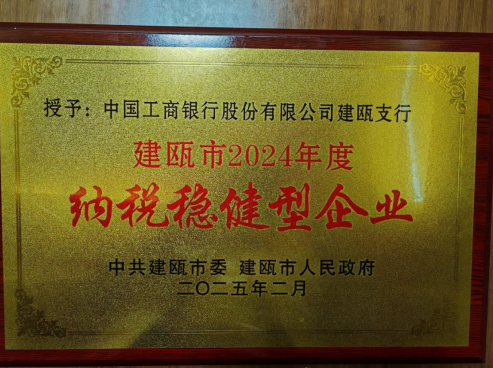 授予：中国工商银行股份有限公司建瓯支行
建瓯市2024年度
纳税稳健型企业
中共建瓯市委 建瓯市人民政府
二〇二五年二月